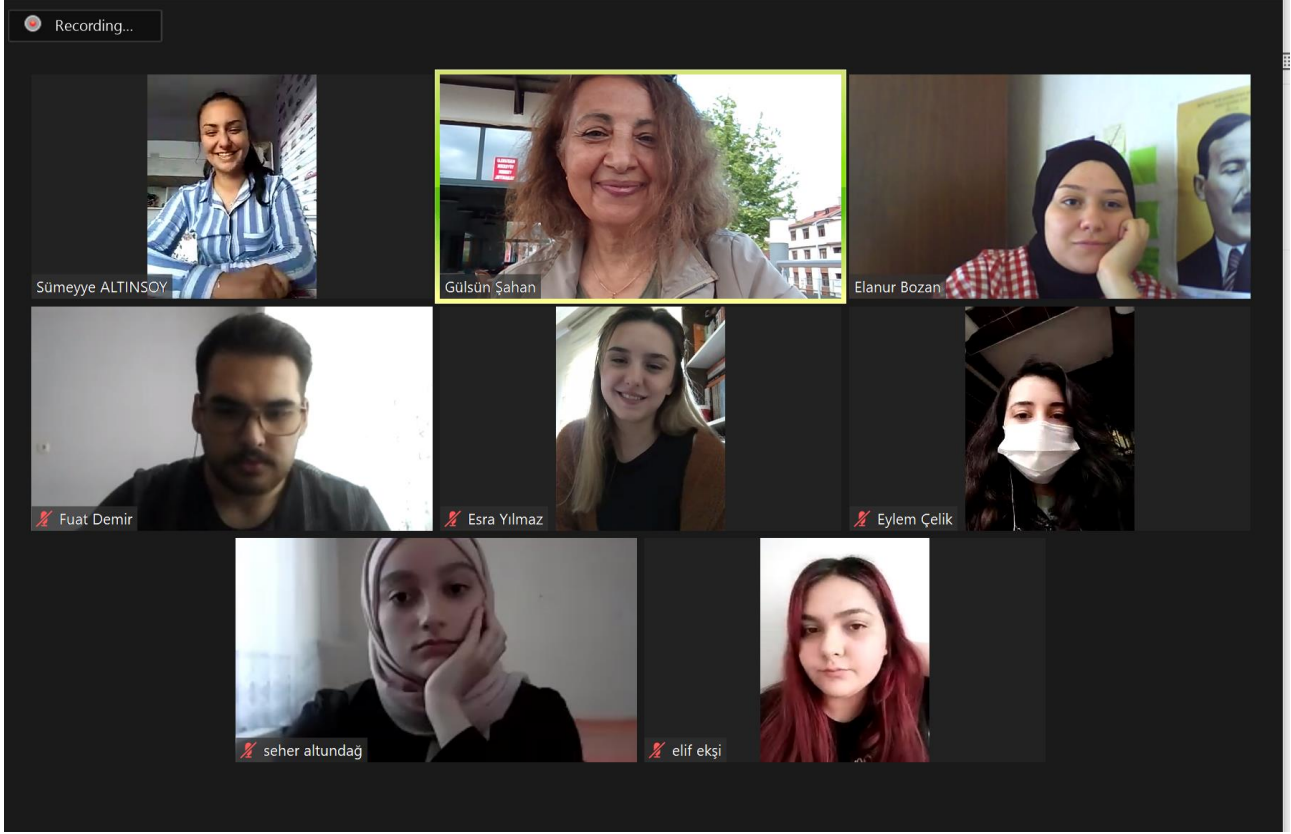 Recording...
Sümeyye ALTINSOY
Gülsün Şahan
Elanur Bozan
Fuat Demir
Esra Yılmaz
Eylem Çelik
seher altundağ
elif ekşi